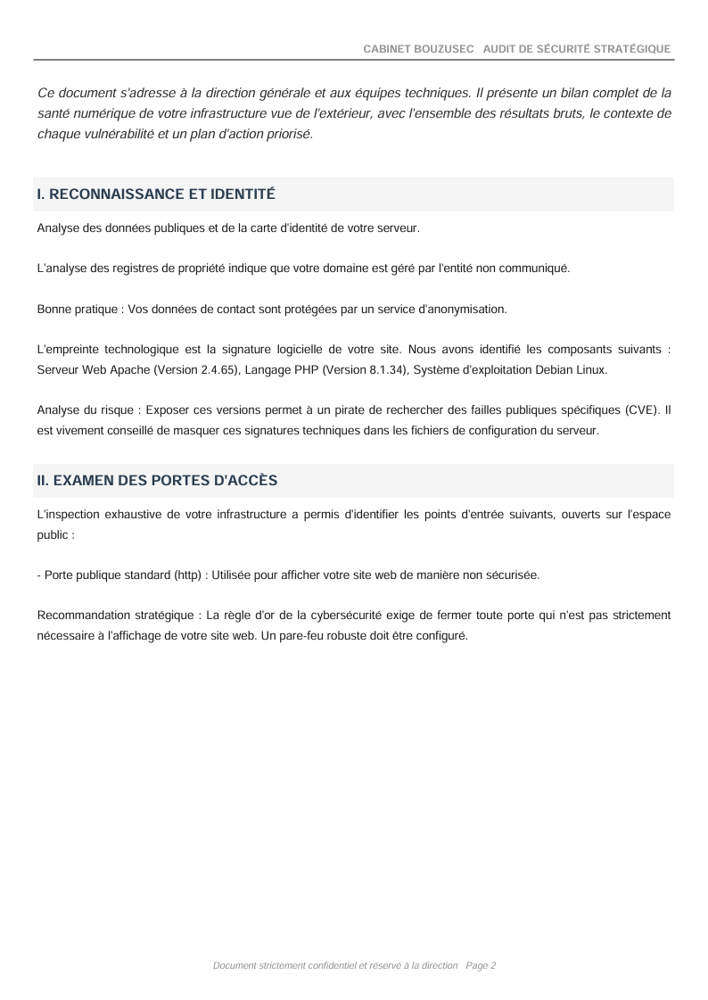 CABINET BOUZUSEC   AUDIT DE SÉCURITÉ STRATÉGIQUE
Ce document s'adresse à la direction générale et aux équipes techniques. Il présente un bilan complet de la
santé numérique de votre infrastructure vue de l'extérieur, avec l'ensemble des résultats bruts, le contexte de
chaque vulnérabilité et un plan d'action priorisé.
I. RECONNAISSANCE ET IDENTITÉ
Analyse des données publiques et de la carte d'identité de votre serveur.
L'analyse des registres de propriété indique que votre domaine est géré par l'entité non communiqué.
Bonne pratique : Vos données de contact sont protégées par un service d'anonymisation.
L'empreinte technologique est la signature logicielle de votre site. Nous avons identifié les composants suivants :
Serveur Web Apache (Version 2.4.65), Langage PHP (Version 8.1.34), Système d'exploitation Debian Linux.
Analyse du risque : Exposer ces versions permet à un pirate de rechercher des failles publiques spécifiques (CVE). Il
est vivement conseillé de masquer ces signatures techniques dans les fichiers de configuration du serveur.
II. EXAMEN DES PORTES D'ACCÈS
L'inspection exhaustive de votre infrastructure a permis d'identifier les points d'entrée suivants, ouverts sur l'espace
public :
- Porte publique standard (http) : Utilisée pour afficher votre site web de manière non sécurisée.
Recommandation stratégique : La règle d'or de la cybersécurité exige de fermer toute porte qui n'est pas strictement
nécessaire à l'affichage de votre site web. Un pare-feu robuste doit être configuré.
Document strictement confidentiel et réservé à la direction   Page 2